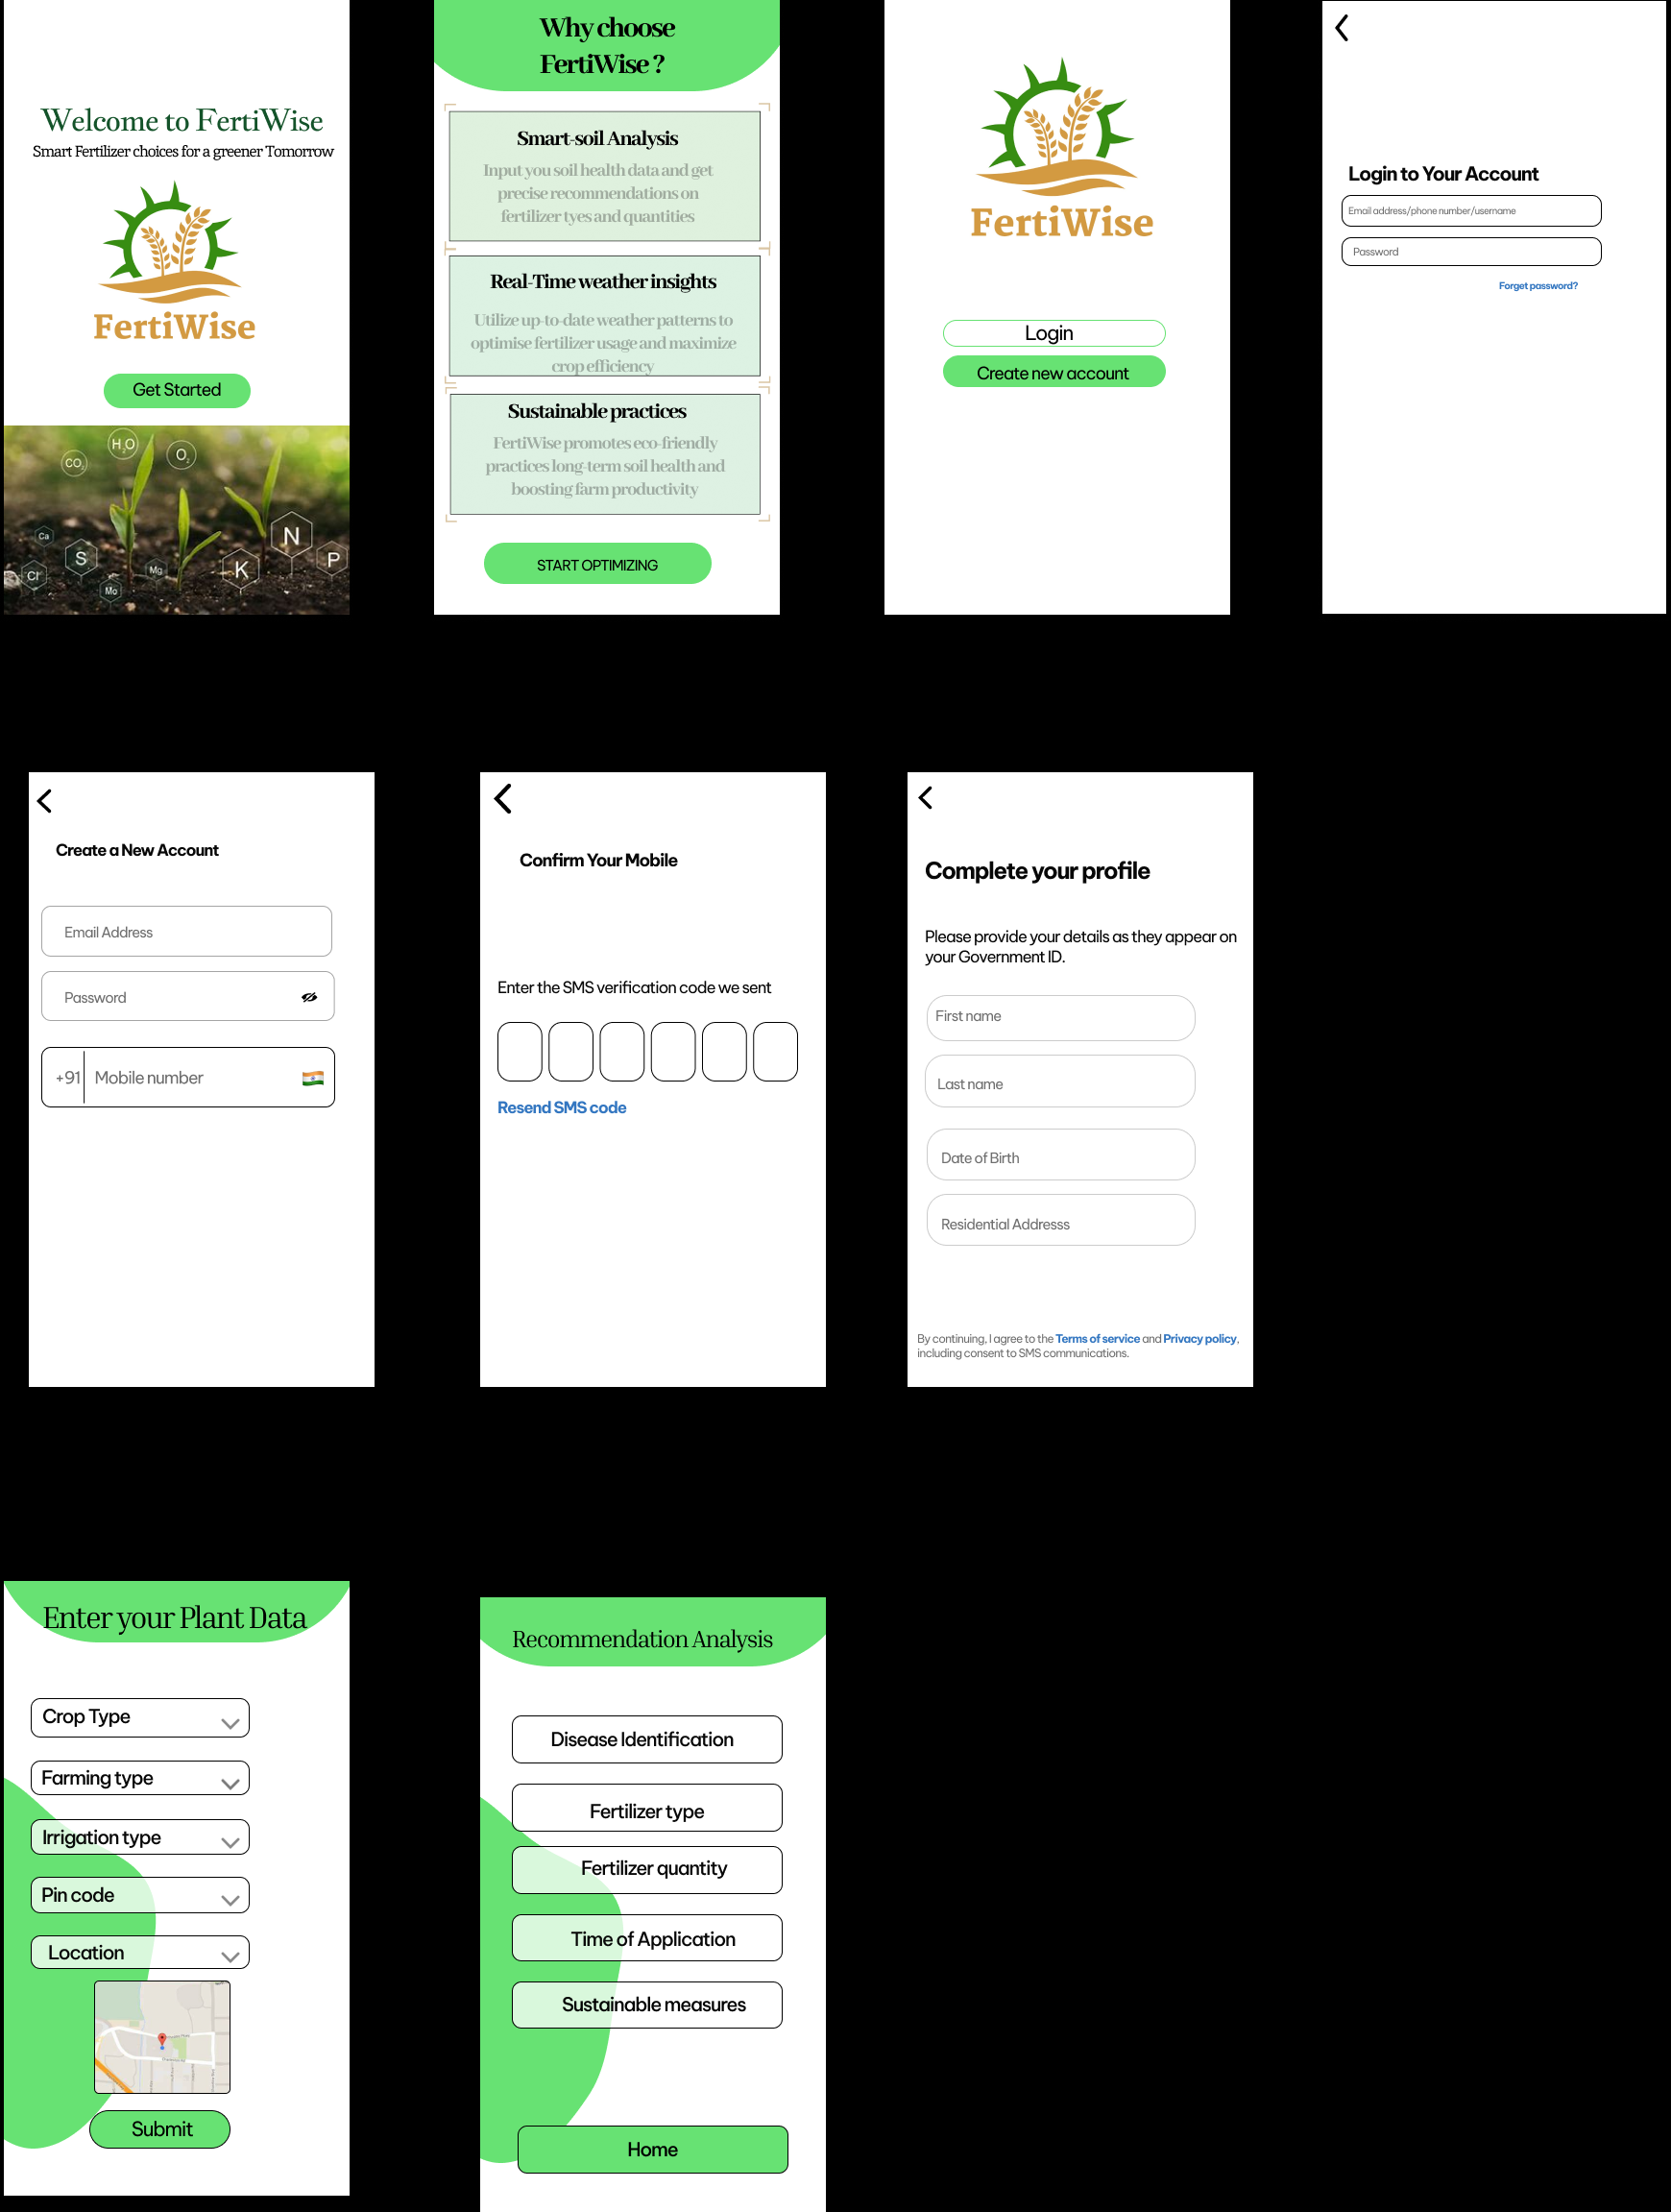 Welcome to FertiWise
Smart Fertilizer choices for a greener Tomorrow
FertiWise
Get Started
H2O
CO2
O2
Ca
S
N
P
Cl
Mg
K
Mo
Why choose
FertiWise ?
Smart-soil Analysis
Input you soil health data and get
precise recommendations on
fertilizer tyes and quantities
Real-Time weather insights
Utilize up-to-date weather patterns to
optimise fertilizer usage and maximize
crop efficiency
Sustainable practices
FertiWise promotes eco-friendly
practices long-term soil health and
boosting farm productivity
START OPTIMIZING
FertiWise
Login
Create new account
Login to Your Account
Email address/phone number/username
Password
Forget password?
Create a New Account
Email Address
Password
+91 Mobile number
Confirm Your Mobile
Enter the SMS verification code we sent
Resend SMS code
Complete your profile
Please provide your details as they appear on
your Government ID.
First name
Last name
Date of Birth
Residential Addresss
By continuing, I agree to the Terms of service and Privacy policy,
including consent to SMS communications.
Enter your Plant Data
Crop Type
Farming type
Irrigation type
Pin code
Location
Submit
Recommendation Analysis
Disease Identification
Fertilizer type
Fertilizer quantity
Time of Application
Sustainable measures
Home